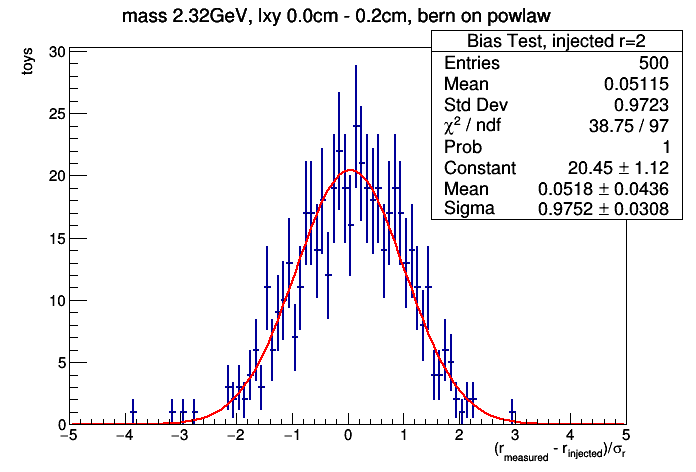 mass 2.32GeV, lxy 0.0cm - 0.2cm, bern on powlaw
Bias Test, injected r=2
Entries 500
Mean 0.05115
Std Dev 0.9723
χ² / ndf 38.75 / 97
Prob 1
Constant 20.45 ± 1.12
Mean 0.0518 ± 0.0436
Sigma 0.9752 ± 0.0308
toys
30
25
20
15
10
5
0
−5 −4 −3 −2 −1 0 1 2 3 4 5
(r_measured - r_injected)/σ_r